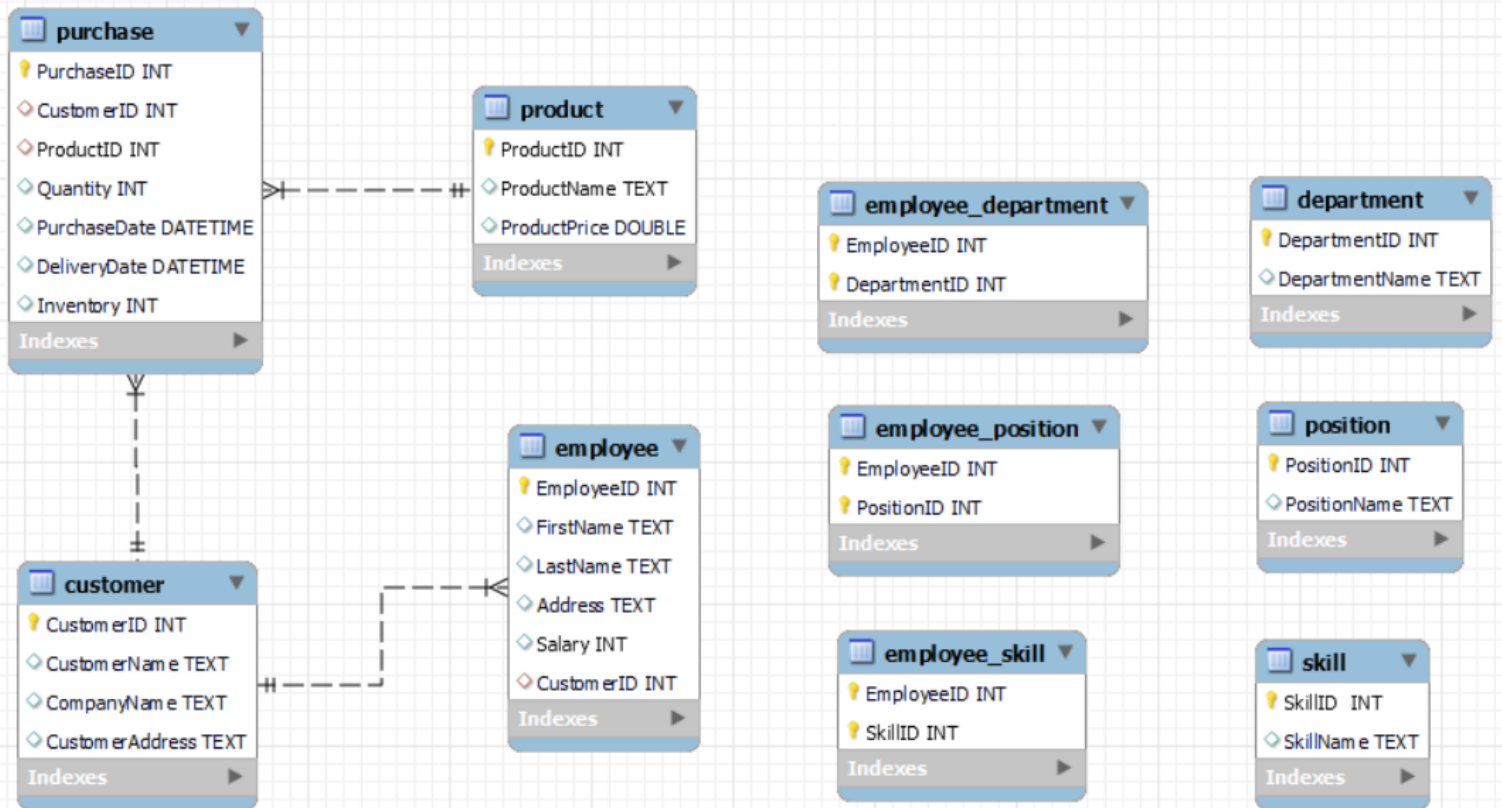 purchase
PurchaseID INT
CustomerID INT
ProductID INT
Quantity INT
PurchaseDate DATETIME
DeliveryDate DATETIME
Inventory INT
Indexes
product
ProductID INT
ProductName TEXT
ProductPrice DOUBLE
Indexes
employee_department
EmployeeID INT
DepartmentID INT
Indexes
department
DepartmentID INT
DepartmentName TEXT
Indexes
customer
CustomerID INT
CustomerName TEXT
CompanyName TEXT
CustomerAddress TEXT
Indexes
employee
EmployeeID INT
FirstName TEXT
LastName TEXT
Address TEXT
Salary INT
CustomerID INT
Indexes
employee_position
EmployeeID INT
PositionID INT
Indexes
position
PositionID INT
PositionName TEXT
Indexes
employee_skill
EmployeeID INT
SkillID INT
Indexes
skill
SkillID INT
SkillName TEXT
Indexes